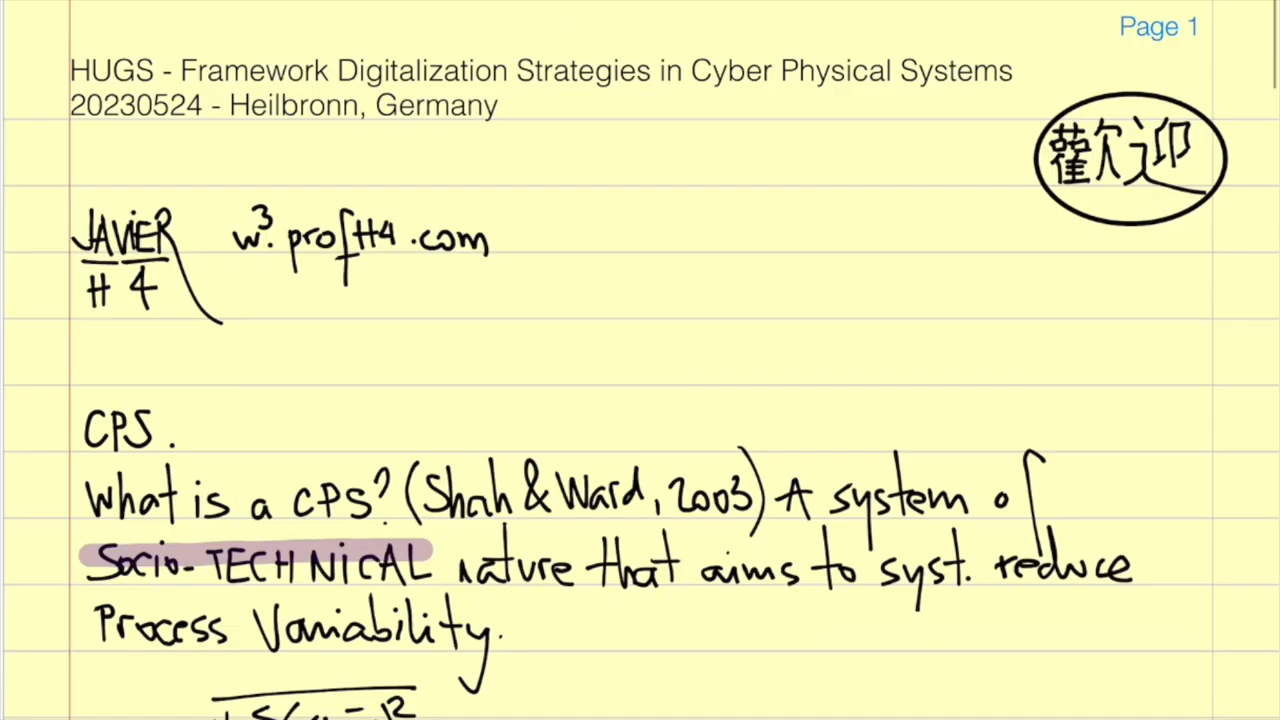 Page 1
HUGS - Framework Digitalization Strategies in Cyber Physical Systems
20230524 - Heilbronn, Germany
歡迎
JAViER w³. profH4.com
H 4
CPS.
What is a CPS? (Shah & Ward, 2003) A system of
Socio-TECHNiCAL nature that aims to syst. reduce
Process Variability.